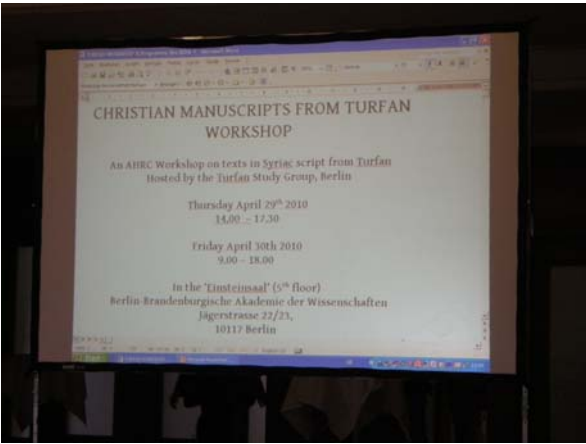 CHRISTIAN MANUSCRIPTS FROM TURFAN
WORKSHOP
An AHRC Workshop on texts in Syriac script from Turfan
Hosted by the Turfan Study Group, Berlin
Thursday April 29th 2010
14.00 – 17.30
Friday April 30th 2010
9.00 – 18.00
In the 'Einsteinsaal' (5th floor)
Berlin-Brandenburgische Akademie der Wissenschaften
Jägerstrasse 22/23,
10117 Berlin